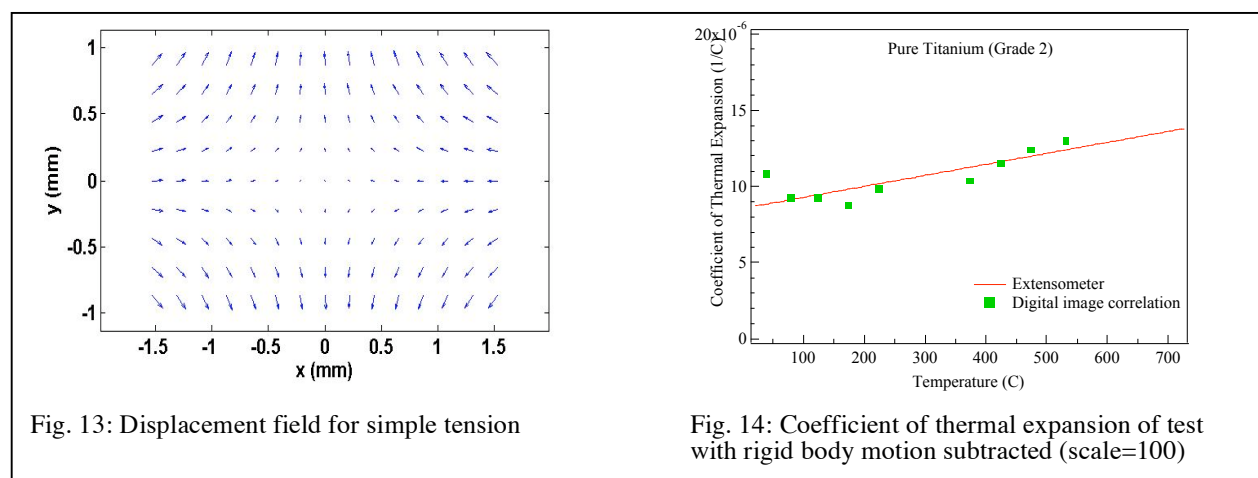 1
0.5
0
-0.5
-1
y (mm)
-1.5 -1 -0.5 0 0.5 1 1.5
x (mm)
Fig. 13: Displacement field for simple tension
20x10-6
15
10
5
0
Coefficient of Thermal Expansion (1/C)
Pure Titanium (Grade 2)
Extensometer
Digital image correlation
100 200 300 400 500 600 700
Temperature (C)
Fig. 14: Coefficient of thermal expansion of test
with rigid body motion subtracted (scale=100)